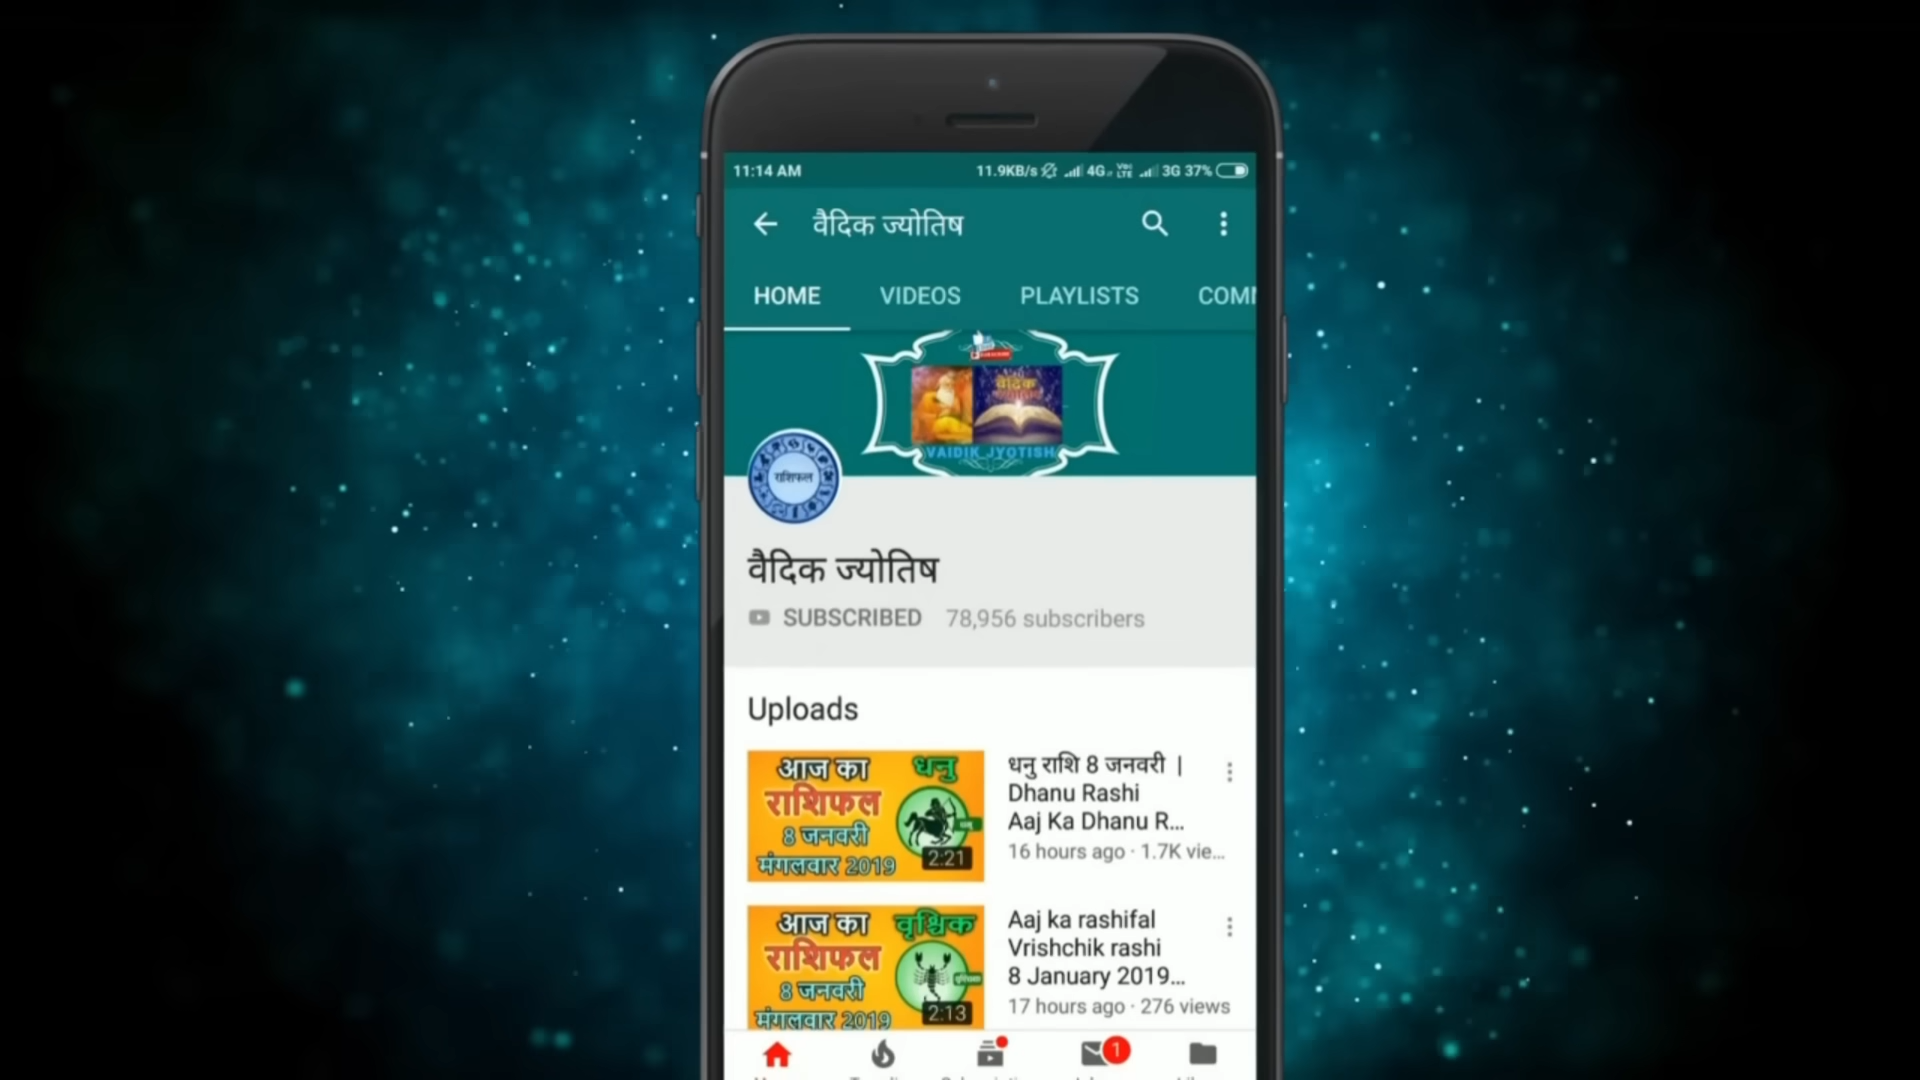 11:14 AM 11.9KB/s 4G VoLTE 3G 37%
वैदिक ज्योतिष
HOME VIDEOS PLAYLISTS COMM
वैदिक
VAIDIK JYOTISH
राशिफल
वैदिक ज्योतिष
SUBSCRIBED 78,956 subscribers
Uploads
आज का धनु
राशिफल
8 जनवरी
मंगलवार 2019
2:21
धनु राशि 8 जनवरी |
Dhanu Rashi
Aaj Ka Dhanu R...
16 hours ago · 1.7K vie...
आज का वृश्चिक
राशिफल
8 जनवरी
मंगलवार 2019
2:13
Aaj ka rashifal
Vrishchik rashi
8 January 2019...
17 hours ago · 276 views
1